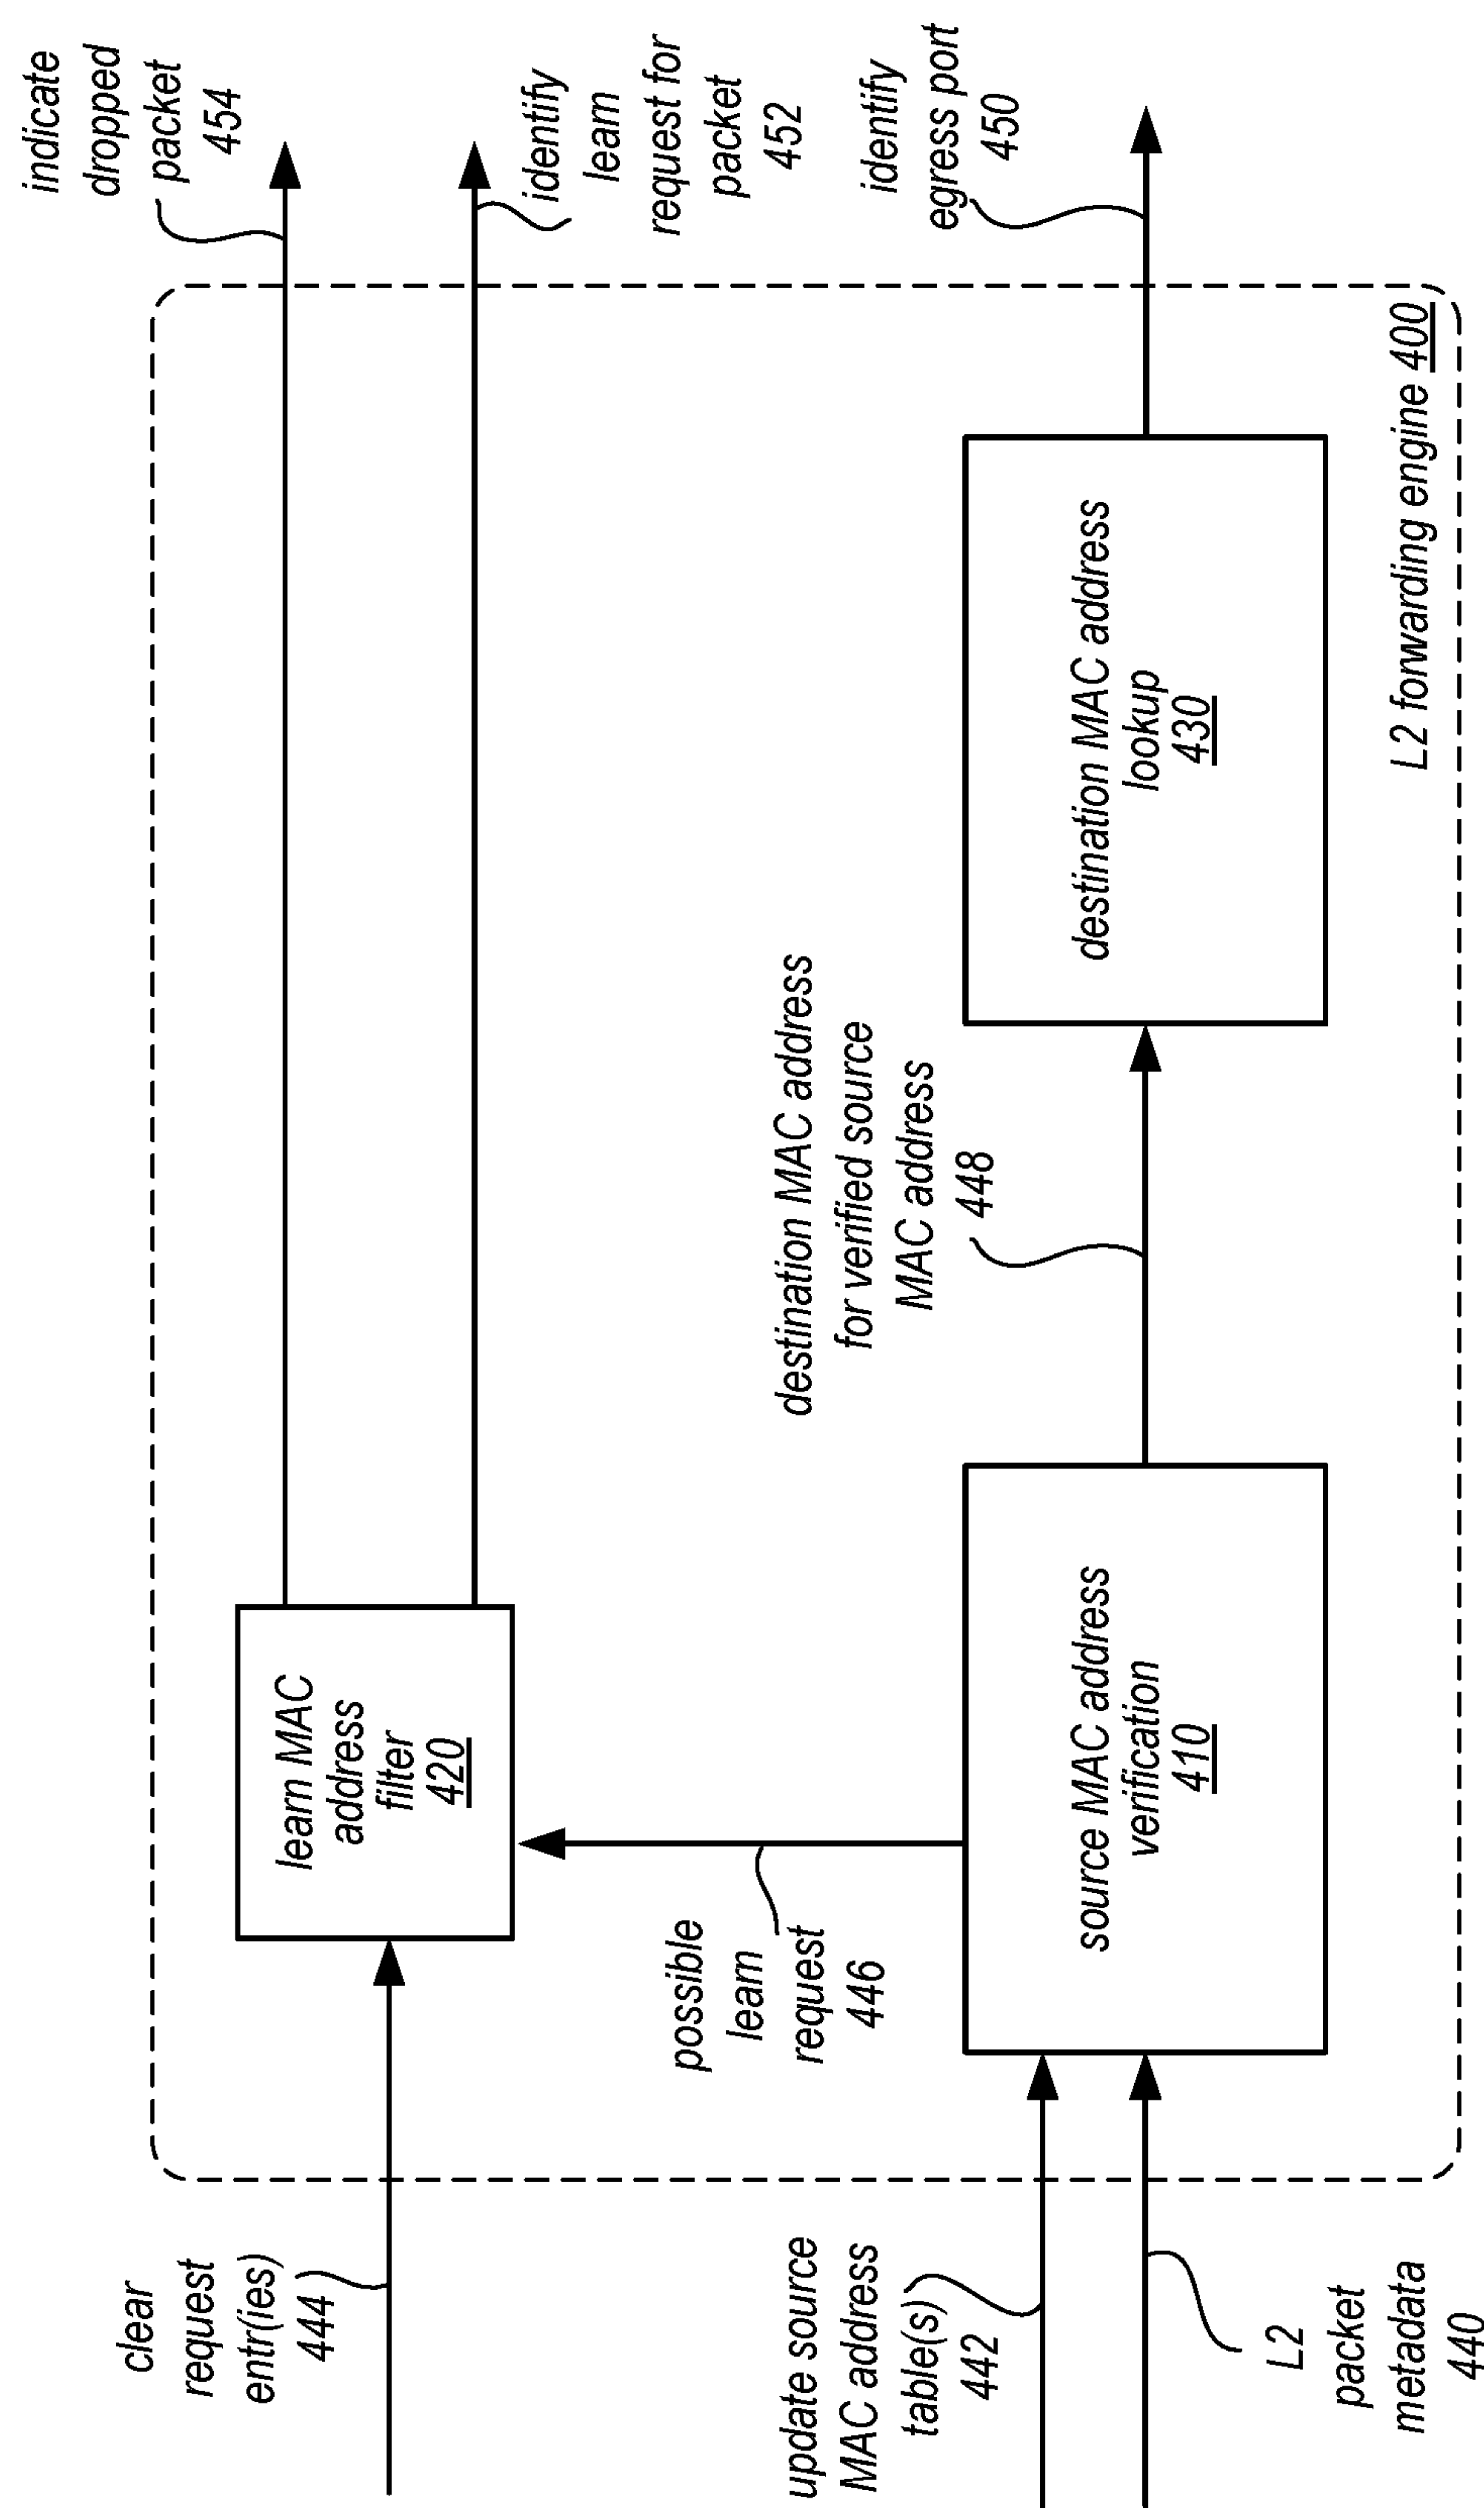 clear
request
entr(ies)
444
learn MAC
address
filter
420
indicate
dropped
packet
454
identify
learn
request for
packet
452
possible
learn
request
446
destination MAC address
for verified source
MAC address
448
identify
egress port
450
update source
MAC address
table(s)
442
source MAC address
verification
410
destination MAC address
lookup
430
L2
packet
metadata
440
L2 forwarding engine 400